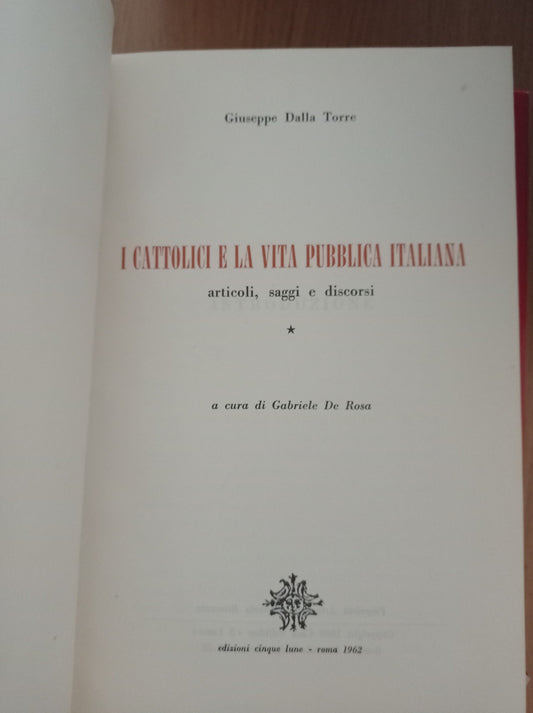 Giuseppe Dalla Torre
I CATTOLICI E LA VITA PUBBLICA ITALIANA
articoli, saggi e discorsi
★
a cura di Gabriele De Rosa
edizioni cinque lune - roma 1962